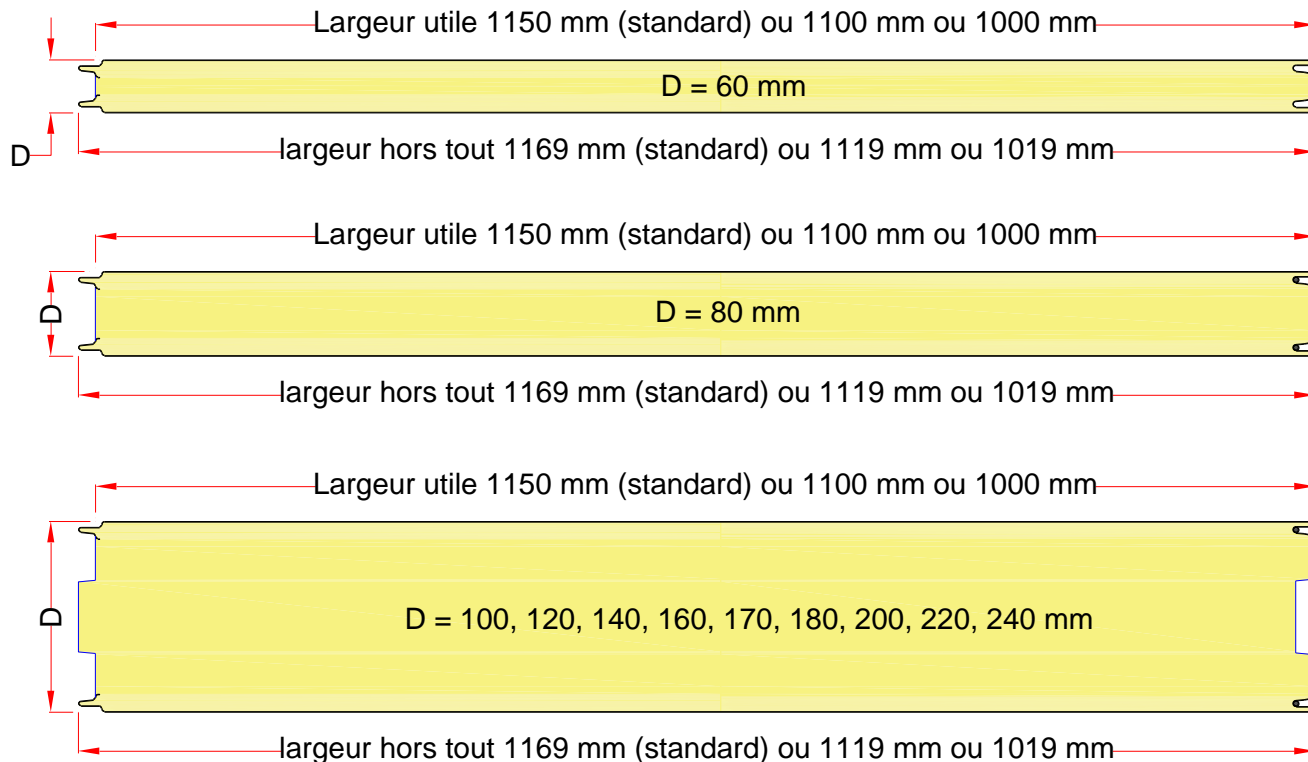 Largeur utile 1150 mm (standard) ou 1100 mm ou 1000 mm
D = 60 mm
D
largeur hors tout 1169 mm (standard) ou 1119 mm ou 1019 mm
Largeur utile 1150 mm (standard) ou 1100 mm ou 1000 mm
D
D = 80 mm
largeur hors tout 1169 mm (standard) ou 1119 mm ou 1019 mm
Largeur utile 1150 mm (standard) ou 1100 mm ou 1000 mm
D
D = 100, 120, 140, 160, 170, 180, 200, 220, 240 mm
largeur hors tout 1169 mm (standard) ou 1119 mm ou 1019 mm